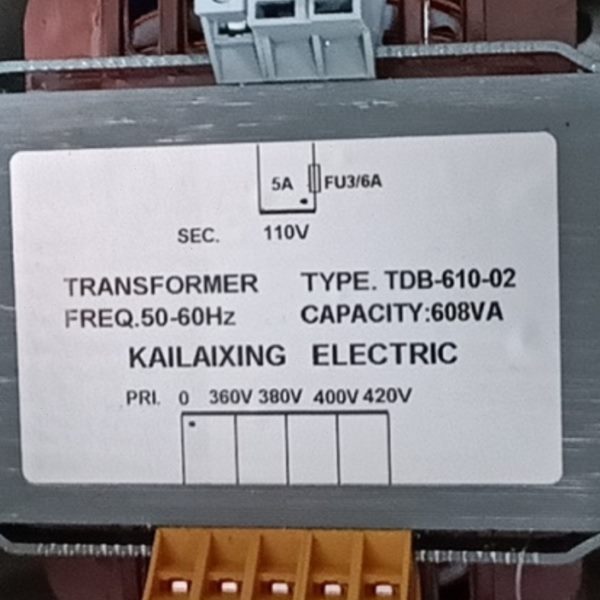 5A FU3/6A
SEC. 110V
TRANSFORMER TYPE. TDB-610-02
FREQ.50-60Hz CAPACITY:608VA
KAILAIXING ELECTRIC
PRI. 0 360V 380V 400V 420V